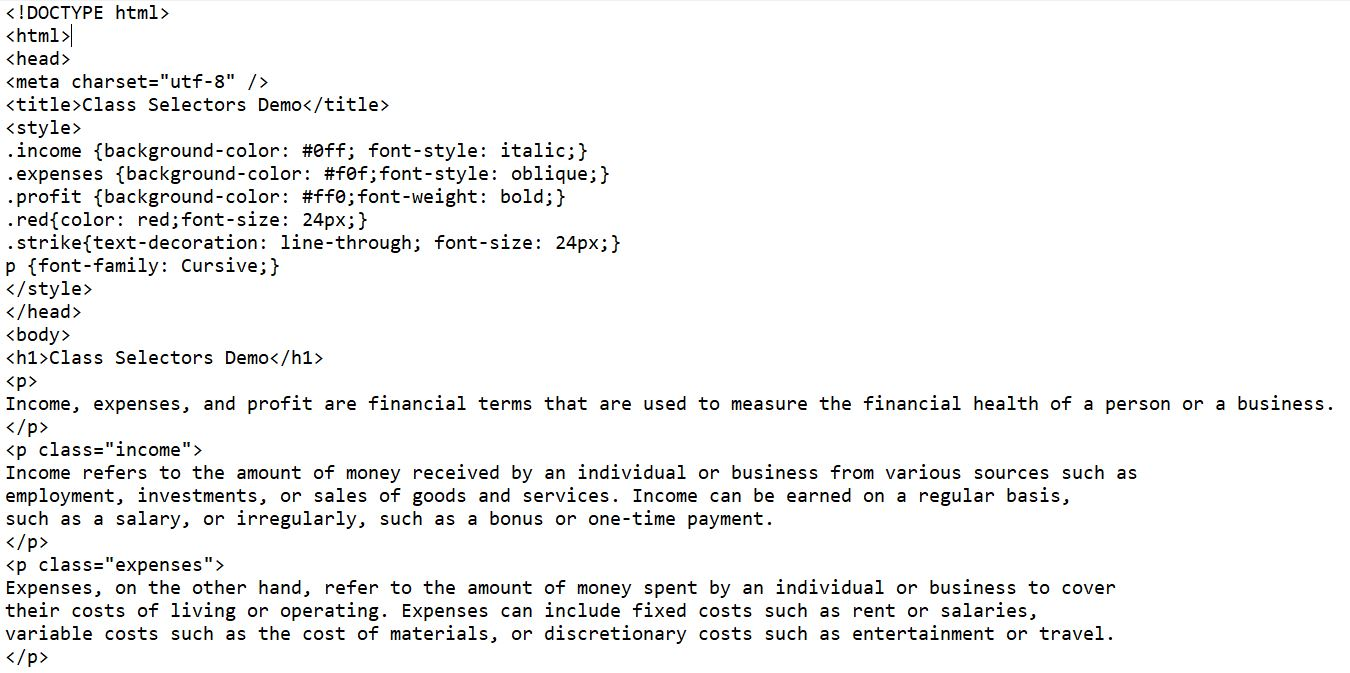 <!DOCTYPE html>
<html>
<head>
<meta charset="utf-8" />
<title>Class Selectors Demo</title>
<style>
.income {background-color: #0ff; font-style: italic;}
.expenses {background-color: #f0f;font-style: oblique;}
.profit {background-color: #ff0;font-weight: bold;}
.red{color: red;font-size: 24px;}
.strike{text-decoration: line-through; font-size: 24px;}
p {font-family: Cursive;}
</style>
</head>
<body>
<h1>Class Selectors Demo</h1>
<p>
Income, expenses, and profit are financial terms that are used to measure the financial health of a person or a business.
</p>
<p class="income">
Income refers to the amount of money received by an individual or business from various sources such as
employment, investments, or sales of goods and services. Income can be earned on a regular basis,
such as a salary, or irregularly, such as a bonus or one-time payment.
</p>
<p class="expenses">
Expenses, on the other hand, refer to the amount of money spent by an individual or business to cover
their costs of living or operating. Expenses can include fixed costs such as rent or salaries,
variable costs such as the cost of materials, or discretionary costs such as entertainment or travel.
</p>